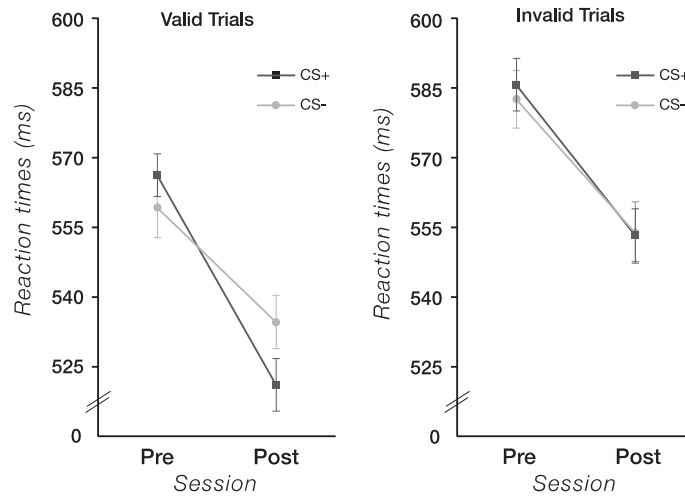 Valid Trials
600
585
570
555
540
525
0
Reaction times (ms)
CS+
CS-
Pre
Post
Session
Invalid Trials
600
585
570
555
540
525
0
Reaction times (ms)
CS+
CS-
Pre
Post
Session